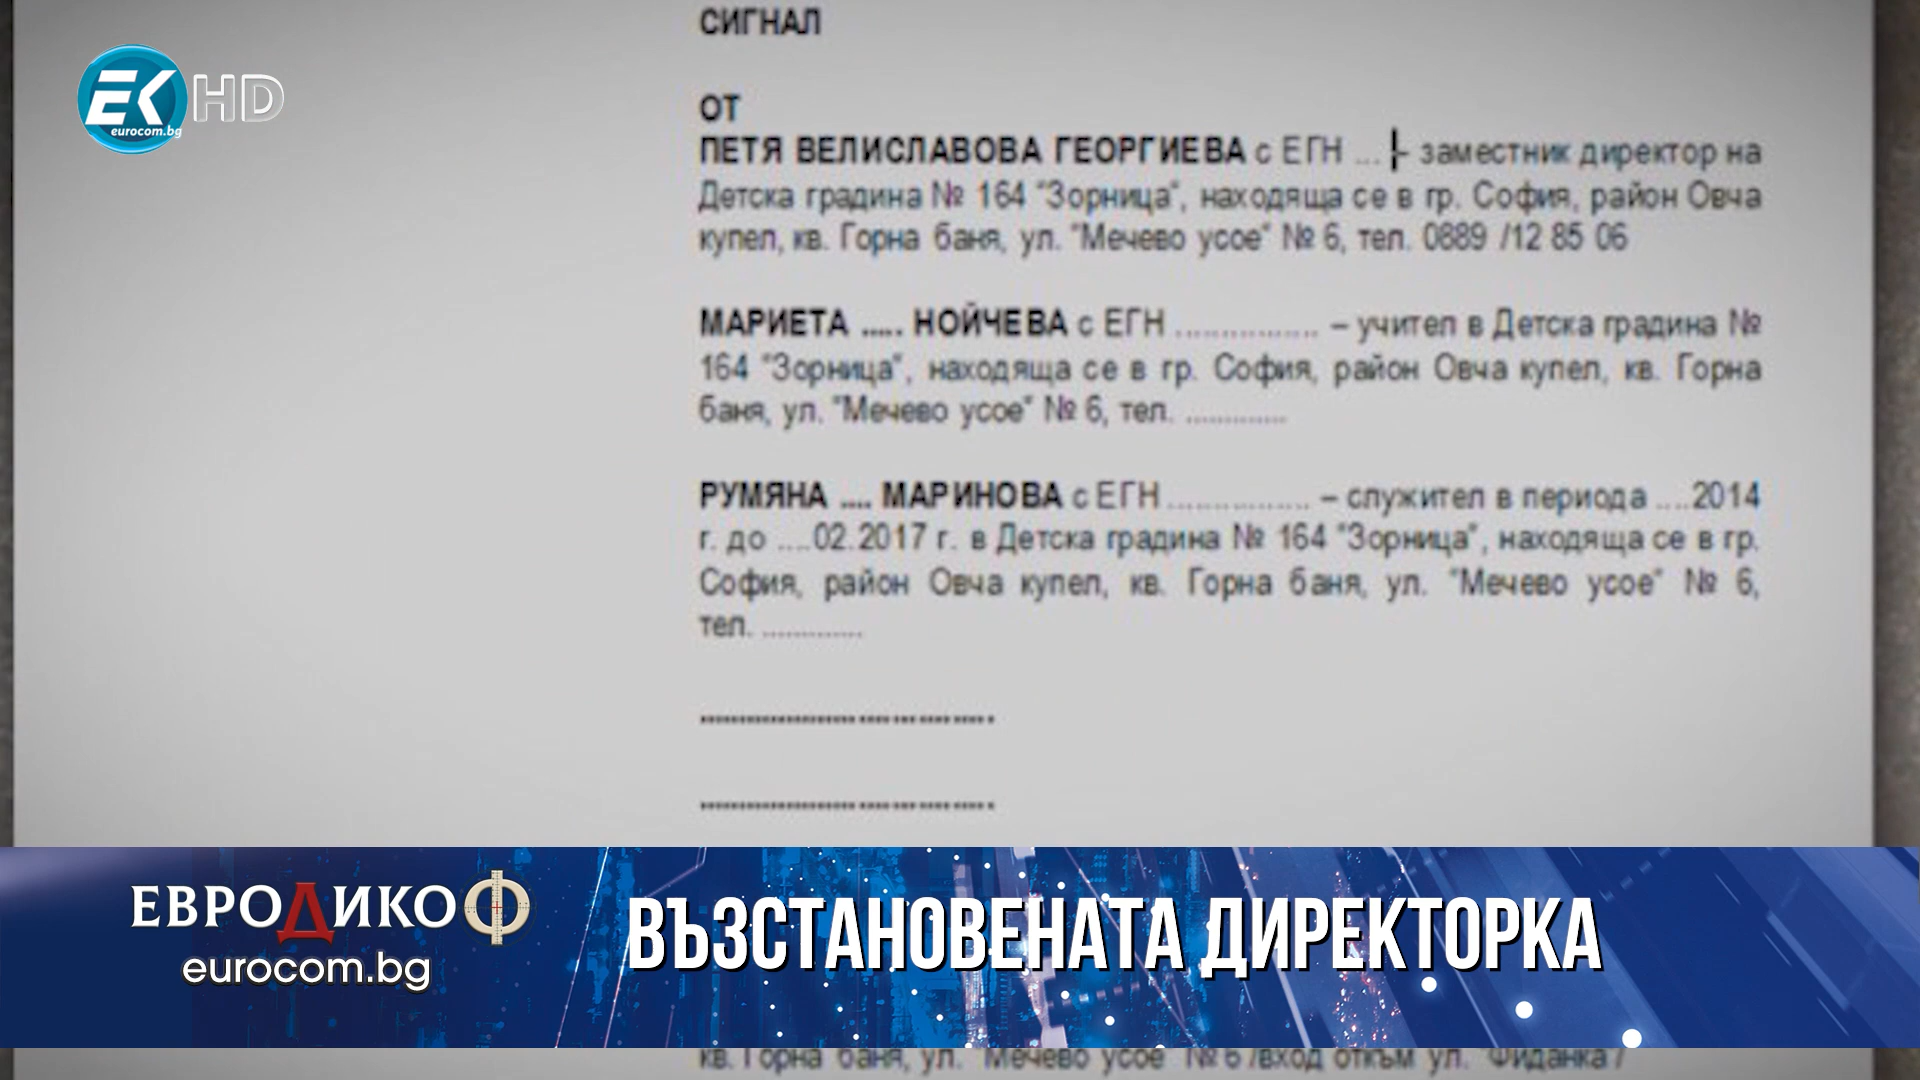 СИГНАЛ
EK HD
eurocom.bg
ОТ
ПЕТЯ ВЕЛИСЛАВОВА ГЕОРГИЕВА с ЕГН ... - заместник директор на
Детска градина № 164 "Зорница", находяща се в гр. София, район Овча
купел, кв. Горна баня, ул. "Мечево усое" № 6, тел. 0889 /12 85 06
МАРИЕТА ..... НОЙЧЕВА с ЕГН .................. – учител в Детска градина №
164 "Зорница", находяща се в гр. София, район Овча купел, кв. Горна
баня, ул. "Мечево усое" № 6, тел. .............
РУМЯНА .... МАРИНОВА с ЕГН .................. – служител в периода ....2014
г. до ....02.2017 г. в Детска градина № 164 "Зорница", находяща се в гр.
София, район Овча купел, кв. Горна баня, ул. "Мечево усое" № 6,
тел. .............
....................................
....................................
ЕВРОДИКОФ
eurocom.bg
ВЪЗСТАНОВЕНАТА ДИРЕКТОРКА
кв. Горна баня, ул. "Мечево усое" № 6 /вход откъм ул. "Фиданка"/